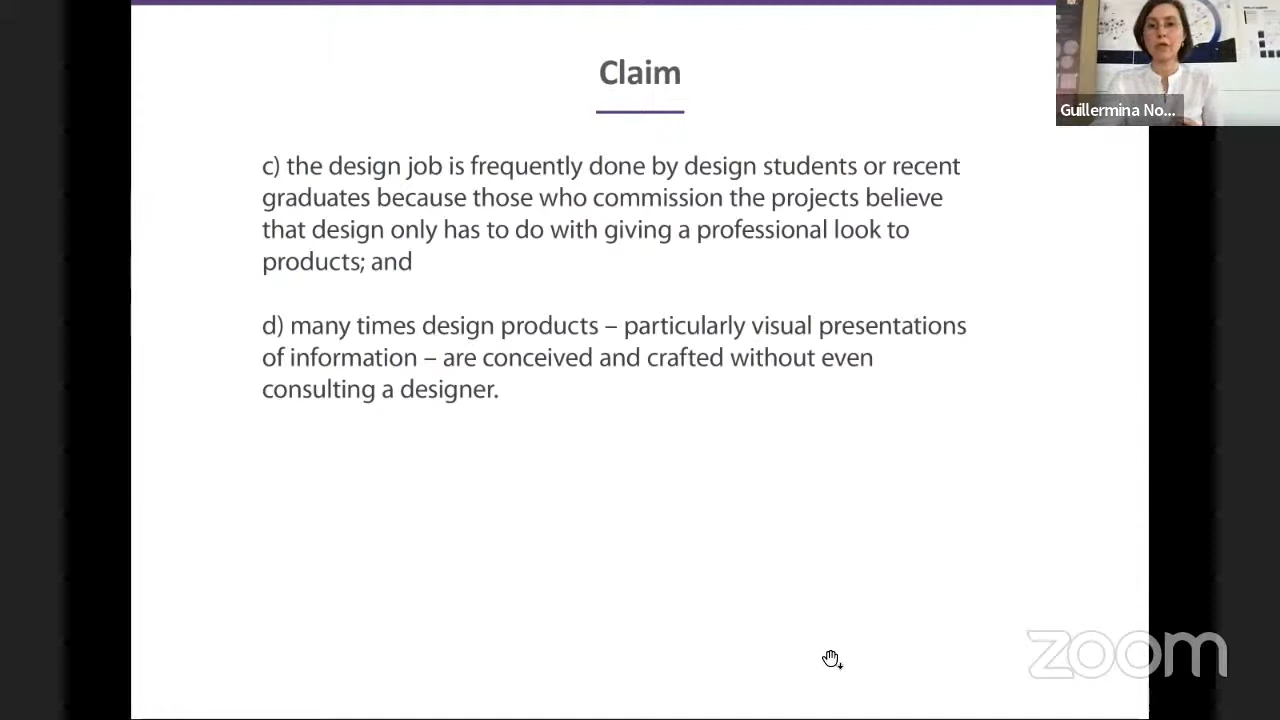 Claim
Guillermina No...
c) the design job is frequently done by design students or recent
graduates because those who commission the projects believe
that design only has to do with giving a professional look to
products; and
d) many times design products – particularly visual presentations
of information – are conceived and crafted without even
consulting a designer.
zoom